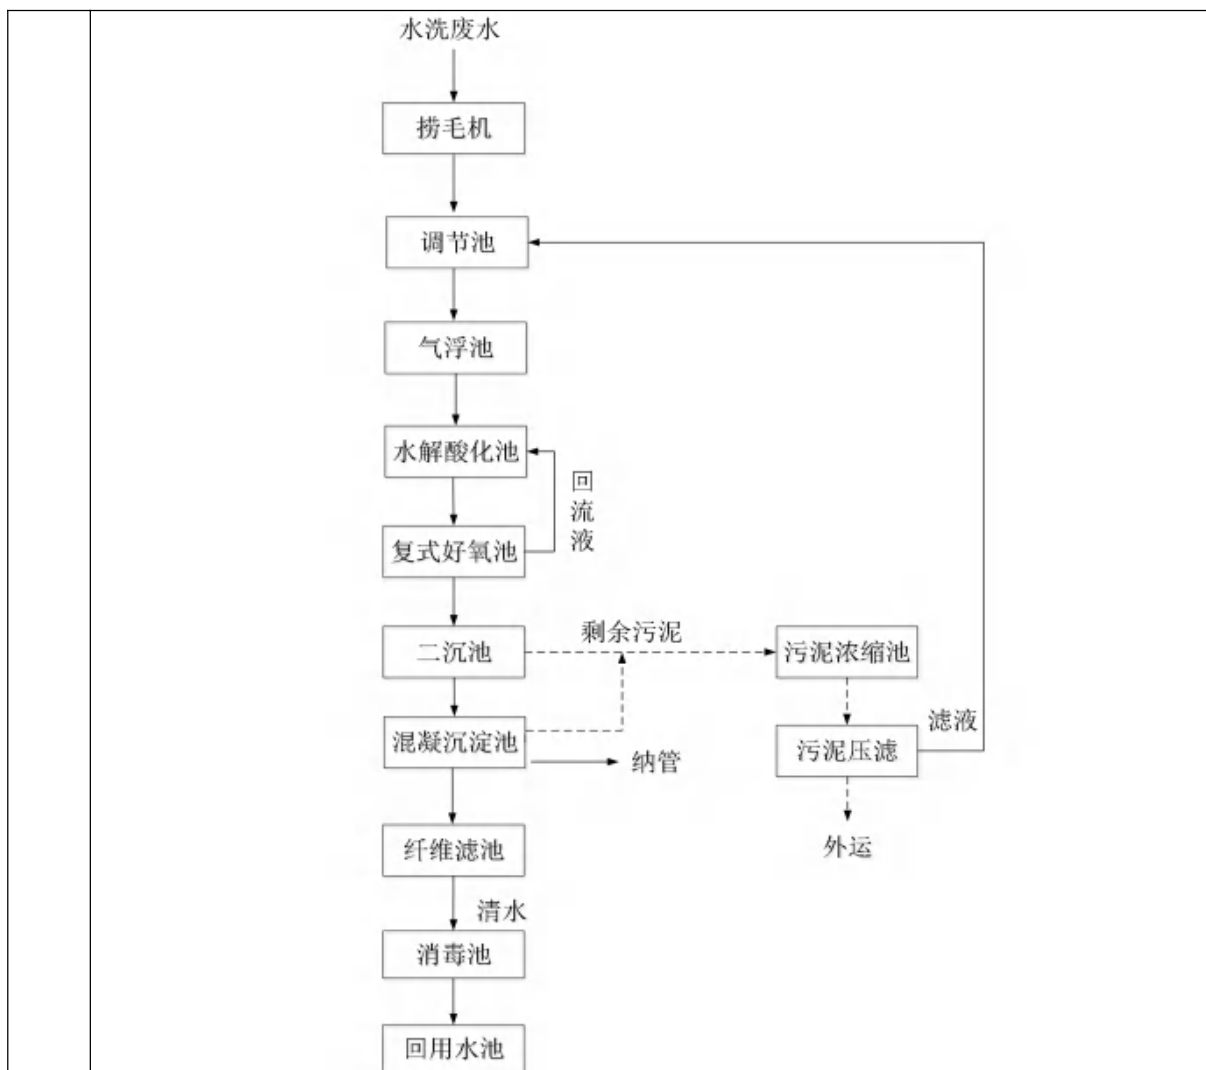 水洗废水
捞毛机
调节池
气浮池
水解酸化池
回流液
复式好氧池
二沉池
剩余污泥
污泥浓缩池
混凝沉淀池
纳管
污泥压滤
滤液
外运
纤维滤池
清水
消毒池
回用水池